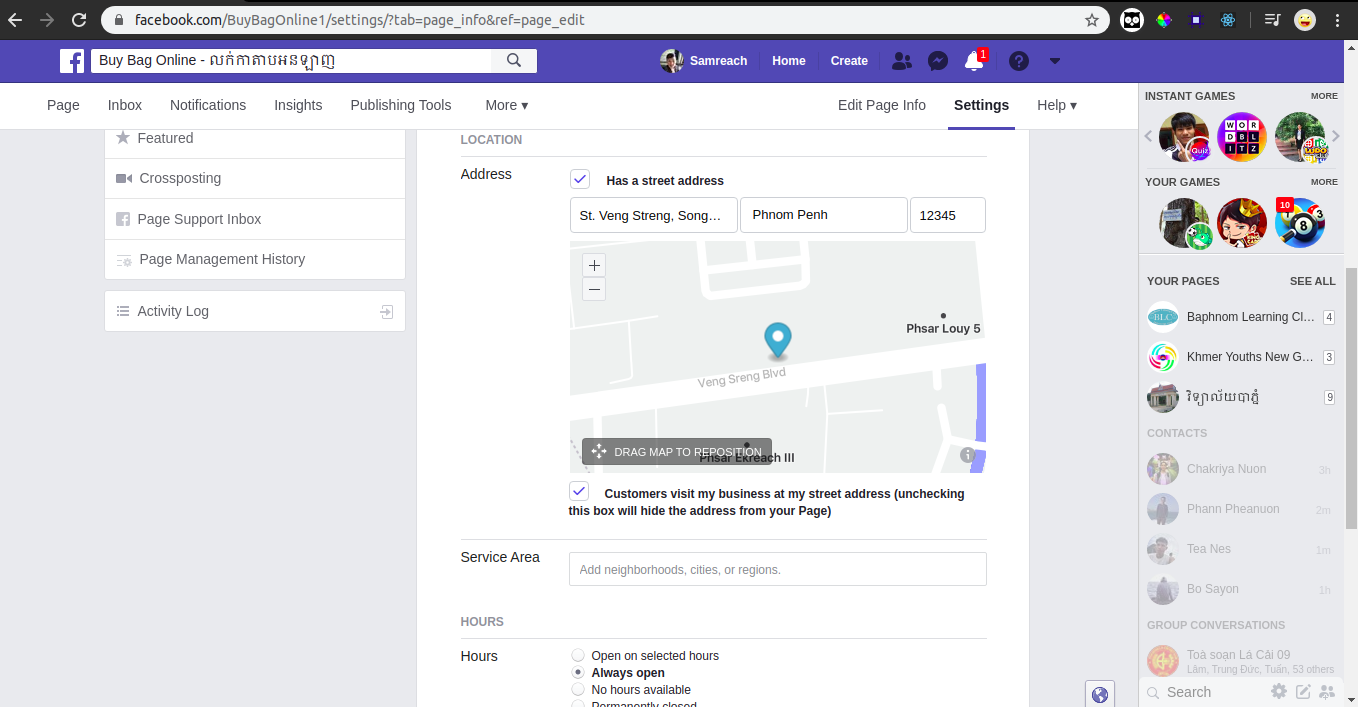 facebook.com/BuyBagOnline1/settings/?tab=page_info&ref=page_edit
Buy Bag Online - លក់កាតាបអនឡាញ
Samreach Home Create 1
Page Inbox Notifications Insights Publishing Tools More ▾ Edit Page Info Settings Help ▾
Featured
Crossposting
Page Support Inbox
Page Management History
Activity Log
LOCATION
Address
Has a street address
St. Veng Streng, Song… Phnom Penh 12345
+
−
Phsar Louy 5
Veng Sreng Blvd
DRAG MAP TO REPOSITION
Phsar Ekreach III
Customers visit my business at my street address (unchecking
this box will hide the address from your Page)
Service Area
Add neighborhoods, cities, or regions.
HOURS
Hours
Open on selected hours
Always open
No hours available
Permanently closed
INSTANT GAMES MORE
Quiz
WOR
DBL
ITZ
LUDO
YOUR GAMES MORE
10
8
3
YOUR PAGES SEE ALL
BLC
Baphnom Learning Cl... 4
Khmer Youths New G... 3
វិទ្យាល័យបាភ្នំ 9
CONTACTS
Chakriya Nuon 3h
Phann Pheanuon 2m
Tea Nes 1m
Bo Sayon 1h
GROUP CONVERSATIONS
Toà soạn Lá Cải 09
Lâm, Trung Đức, Tuấn, 53 others
Search